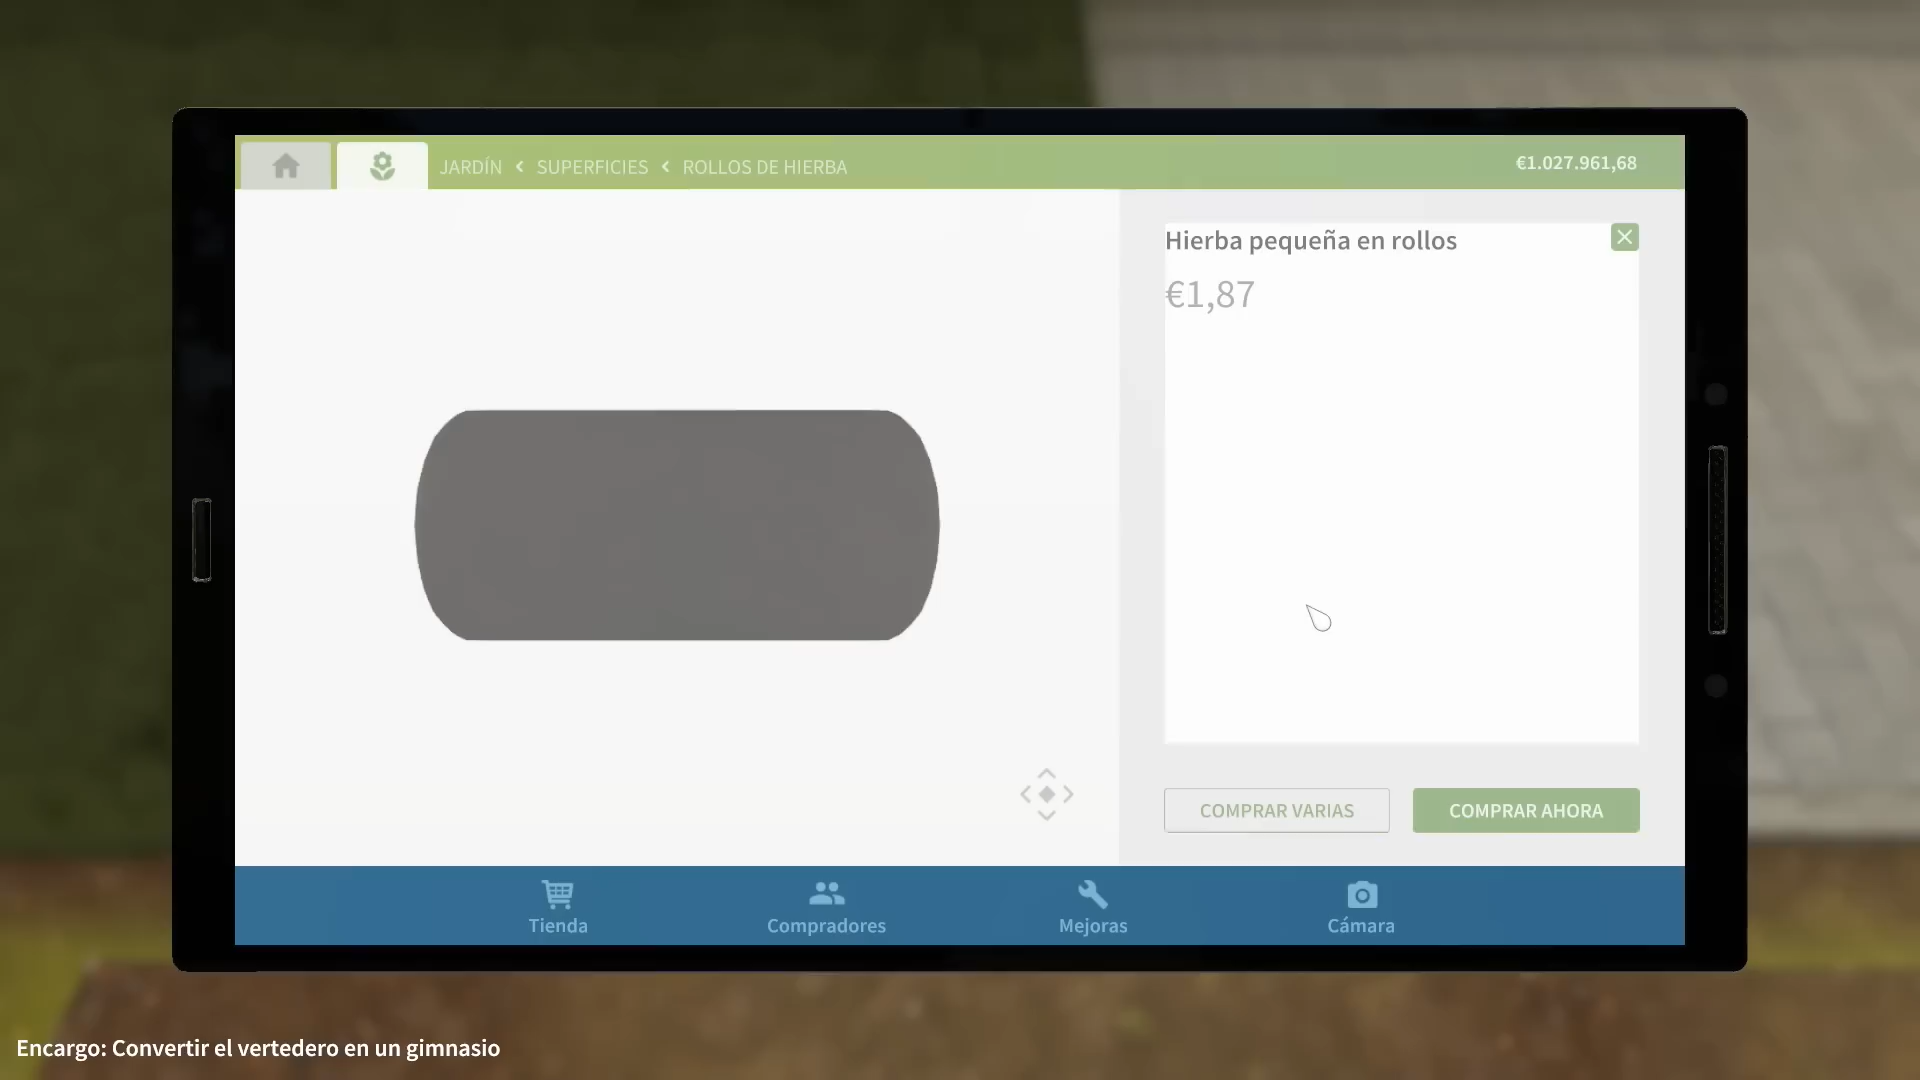 JARDÍN < SUPERFICIES < ROLLOS DE HIERBA
€1.027.961,68
Hierba pequeña en rollos
€1,87
COMPRAR VARIAS
COMPRAR AHORA
Tienda
Compradores
Mejoras
Cámara
Encargo: Convertir el vertedero en un gimnasio